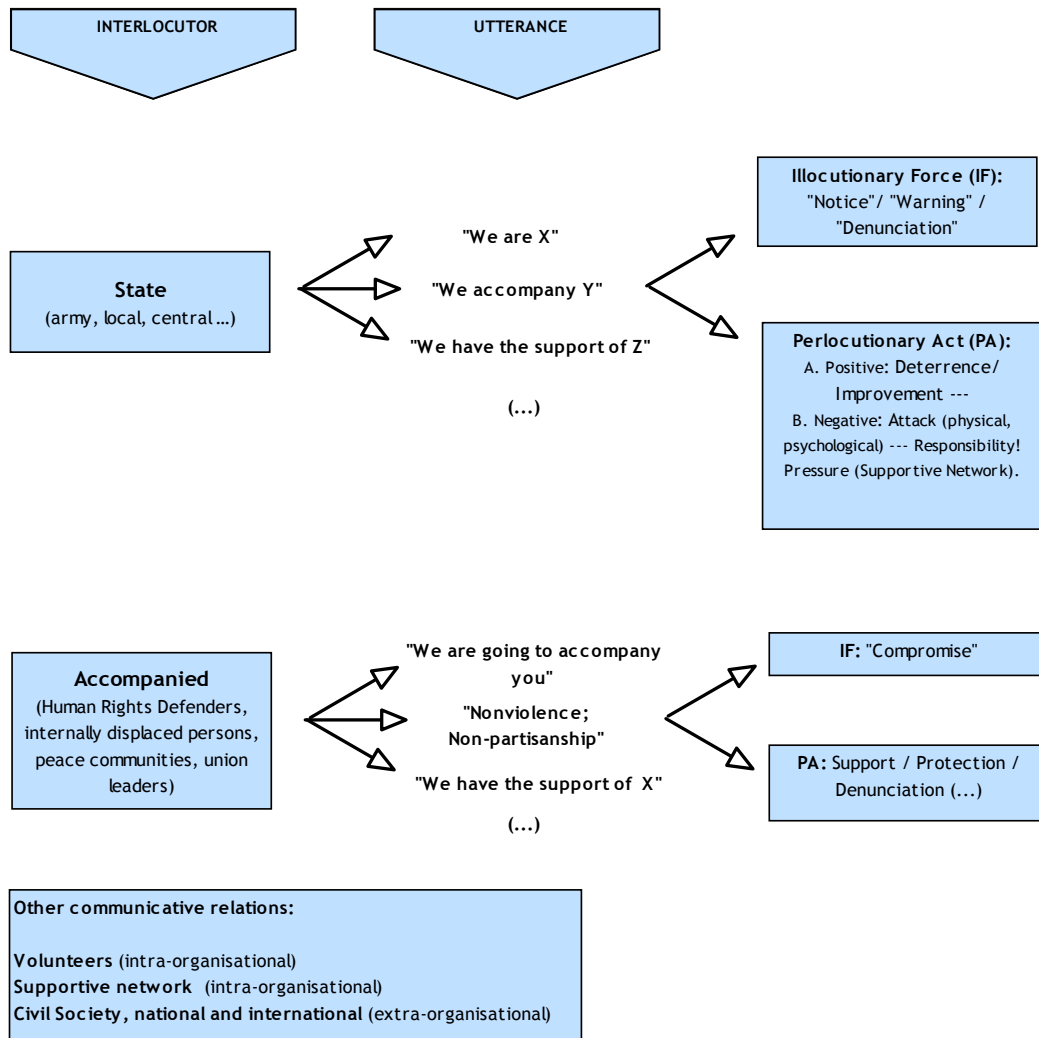 INTERLOCUTOR
UTTERANCE
Illocutionary Force (IF):
"Notice"/ "Warning" /
"Denunciation"
"We are X"
State
(army, local, central ...)
"We accompany Y"
"We have the support of Z"
(...)
Perlocutionary Act (PA):
A. Positive: Deterrence/
Improvement ---
B. Negative: Attack (physical,
psychological) --- Responsibility!
Pressure (Supportive Network).
Accompanied
(Human Rights Defenders,
internally displaced persons,
peace communities, union
leaders)
"We are going to accompany
you"
"Nonviolence;
Non-partisanship"
"We have the support of X"
(...)
IF: "Compromise"
PA: Support / Protection /
Denunciation (...)
Other communicative relations:
Volunteers (intra-organisational)
Supportive network (intra-organisational)
Civil Society, national and international (extra-organisational)